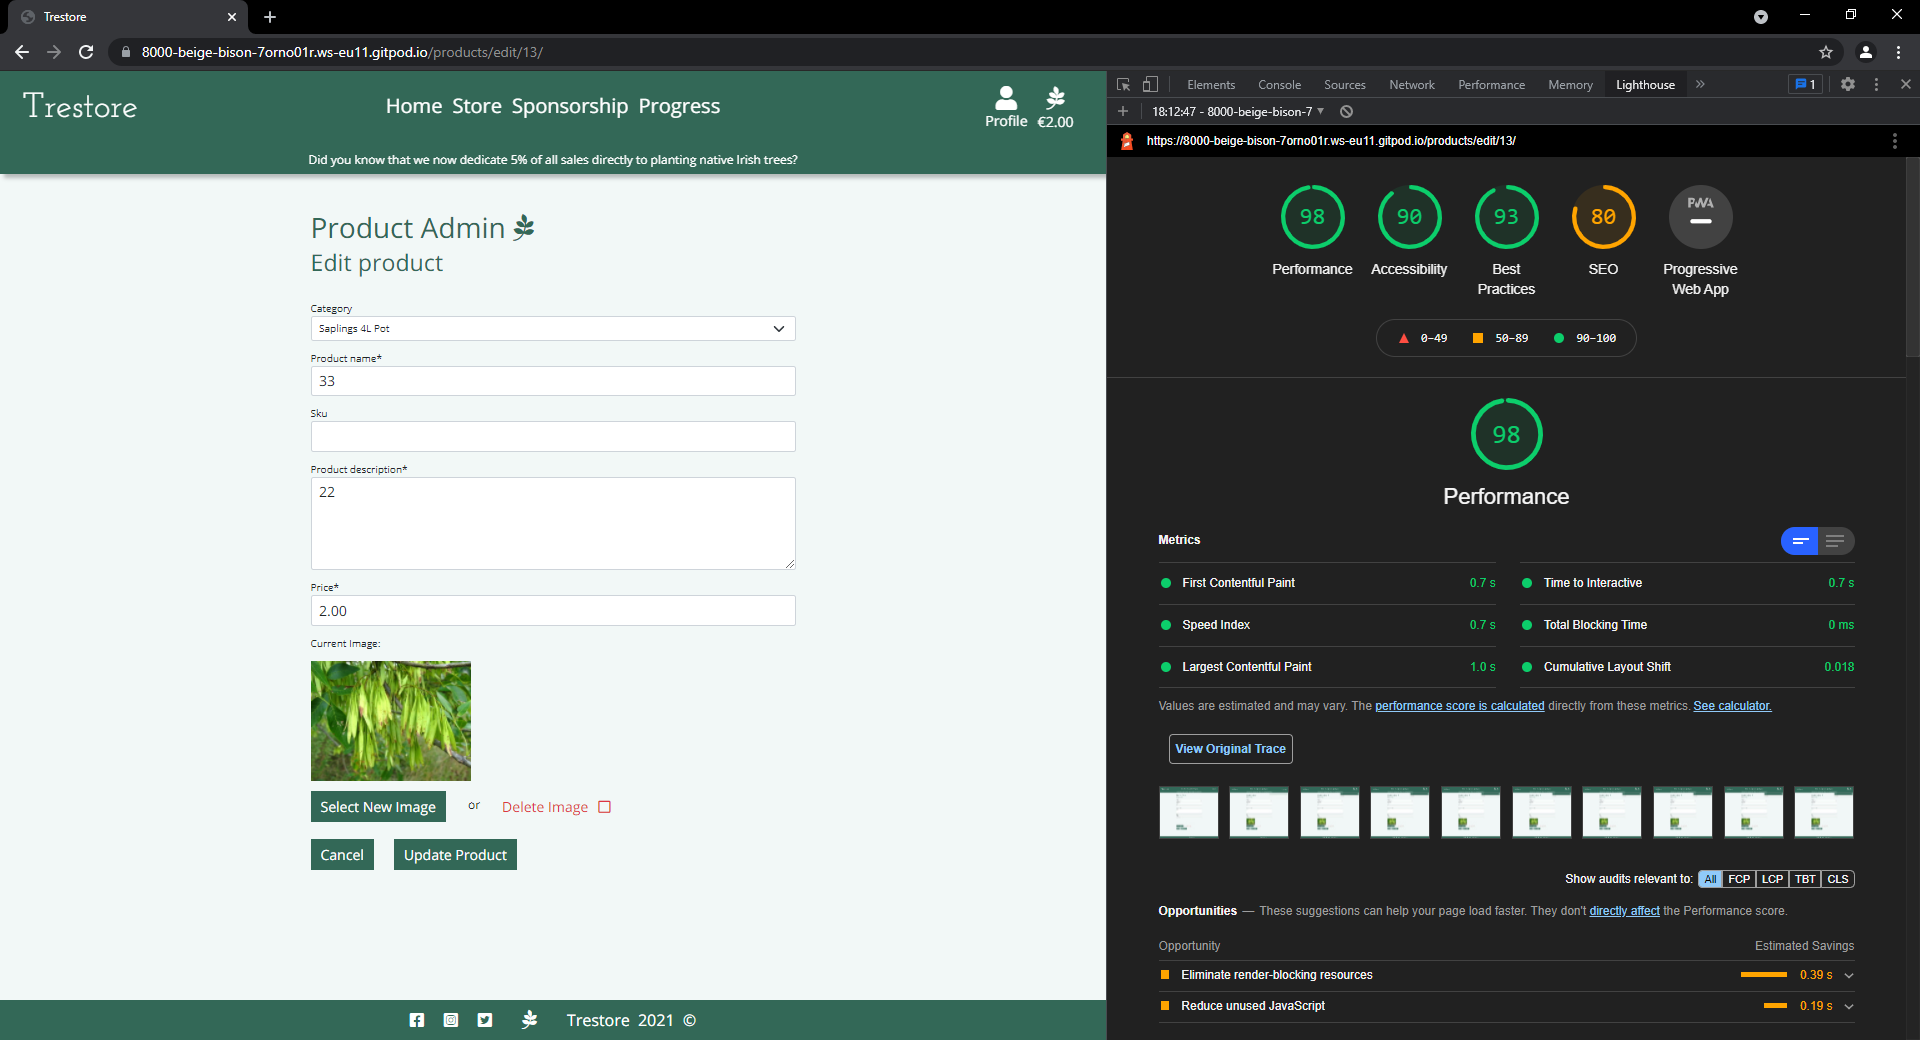 Trestore
8000-beige-bison-7orno01r.ws-eu11.gitpod.io/products/edit/13/
Trestore
Home Store Sponsorship Progress
Profile €2.00
Did you know that we now dedicate 5% of all sales directly to planting native Irish trees?
Product Admin
Edit product
Category
Saplings 4L Pot
Product name*
33
Sku
Product description*
22
Price*
2.00
Current Image:
Select New Image or Delete Image
Cancel Update Product
Trestore 2021 ©
Elements Console Sources Network Performance Memory Lighthouse » 1
18:12:47 - 8000-beige-bison-7
https://8000-beige-bison-7orno01r.ws-eu11.gitpod.io/products/edit/13/
98 90 93 80 PWA
Performance Accessibility Best Practices SEO Progressive Web App
0–49 50–89 90–100
98
Performance
Metrics
First Contentful Paint 0.7 s
Time to Interactive 0.7 s
Speed Index 0.7 s
Total Blocking Time 0 ms
Largest Contentful Paint 1.0 s
Cumulative Layout Shift 0.018
Values are estimated and may vary. The performance score is calculated directly from these metrics. See calculator.
View Original Trace
Show audits relevant to: All FCP LCP TBT CLS
Opportunities — These suggestions can help your page load faster. They don't directly affect the Performance score.
Opportunity Estimated Savings
Eliminate render-blocking resources 0.39 s
Reduce unused JavaScript 0.19 s